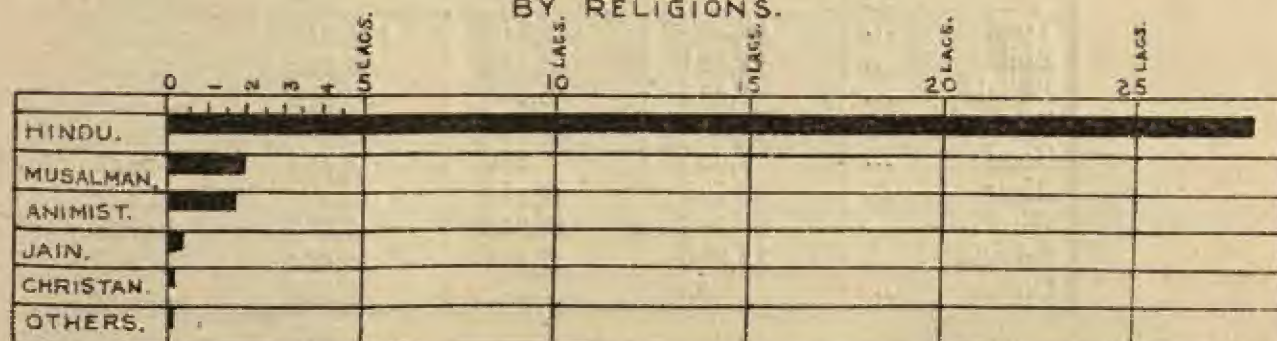 BY RELIGIONS.
0 1 2 3 4 5 LACS. 10 LACS. 15 LACS. 20 LACS. 25
HINDU.
MUSALMAN.
ANIMIST.
JAIN.
CHRISTAN.
OTHERS.